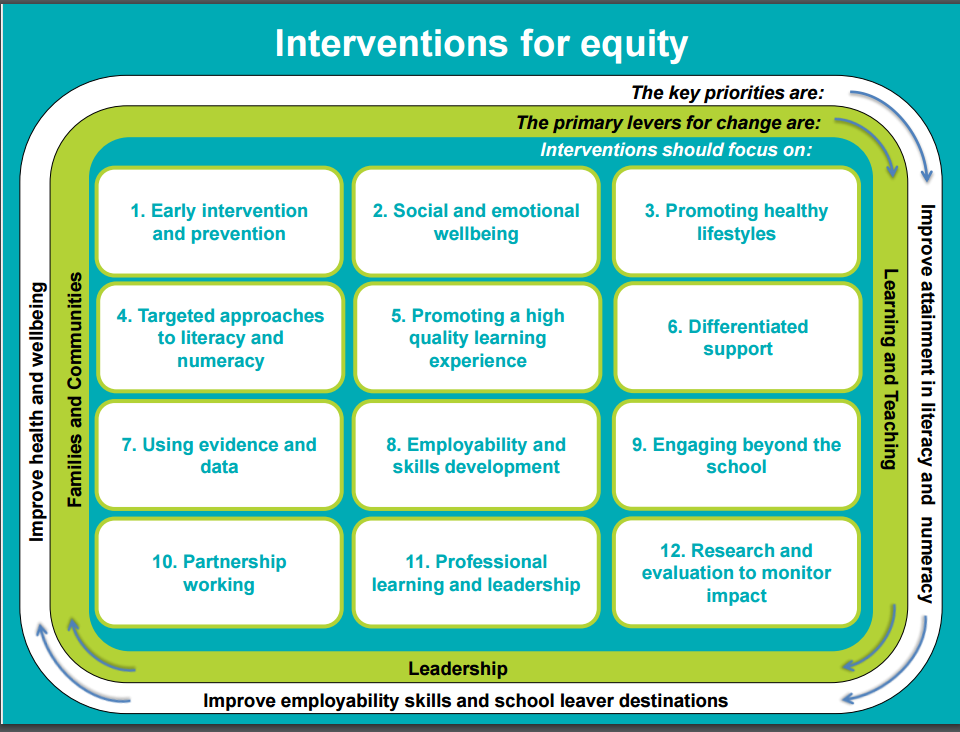 Interventions for equity
The key priorities are:
The primary levers for change are:
Interventions should focus on:
1. Early intervention
and prevention
2. Social and emotional
wellbeing
3. Promoting healthy
lifestyles
4. Targeted approaches
to literacy and
numeracy
5. Promoting a high
quality learning
experience
6. Differentiated
support
7. Using evidence and
data
8. Employability and
skills development
9. Engaging beyond the
school
10. Partnership
working
11. Professional
learning and leadership
12. Research and
evaluation to monitor
impact
Learning and Teaching
Improve attainment in literacy and numeracy
Leadership
Improve employability skills and school leaver destinations
Families and Communities
Improve health and wellbeing